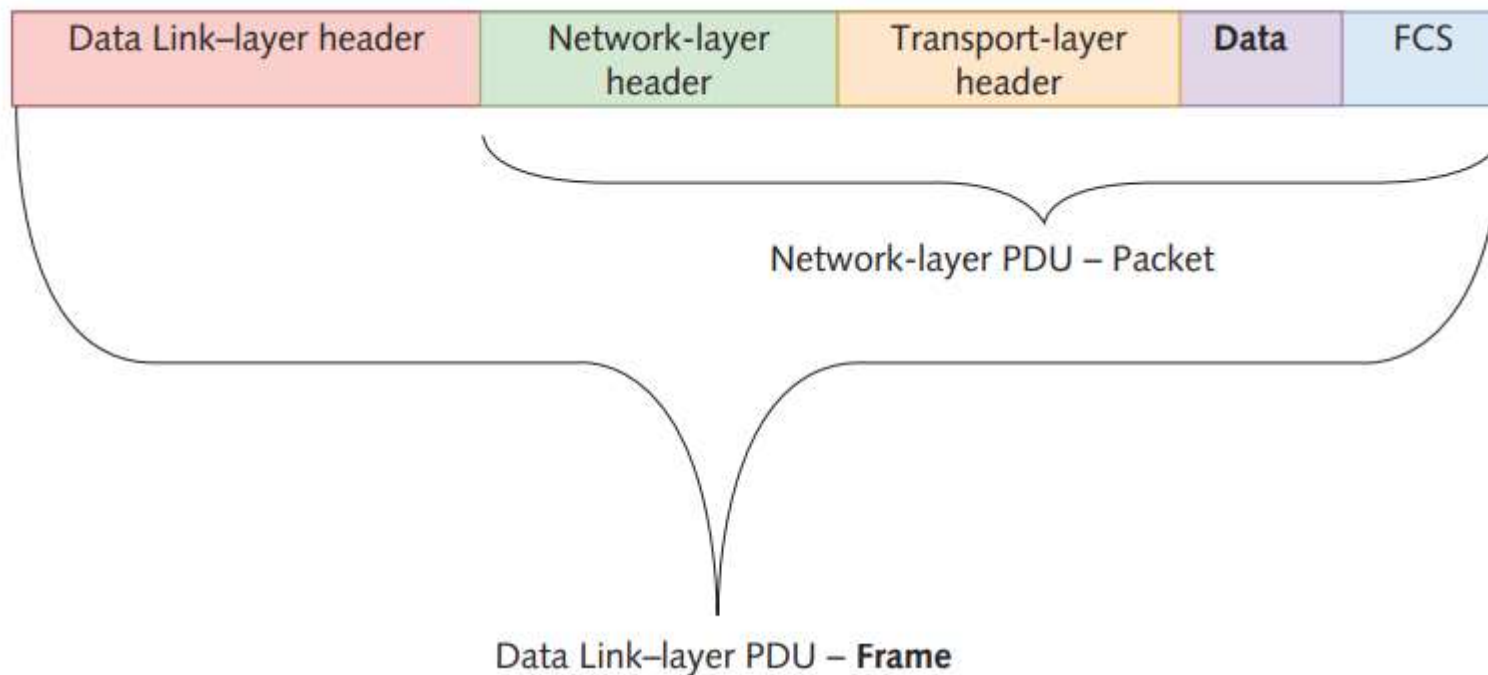 Data Link–layer header
Network-layer
header
Transport-layer
header
Data
FCS
Network-layer PDU – Packet
Data Link–layer PDU – Frame